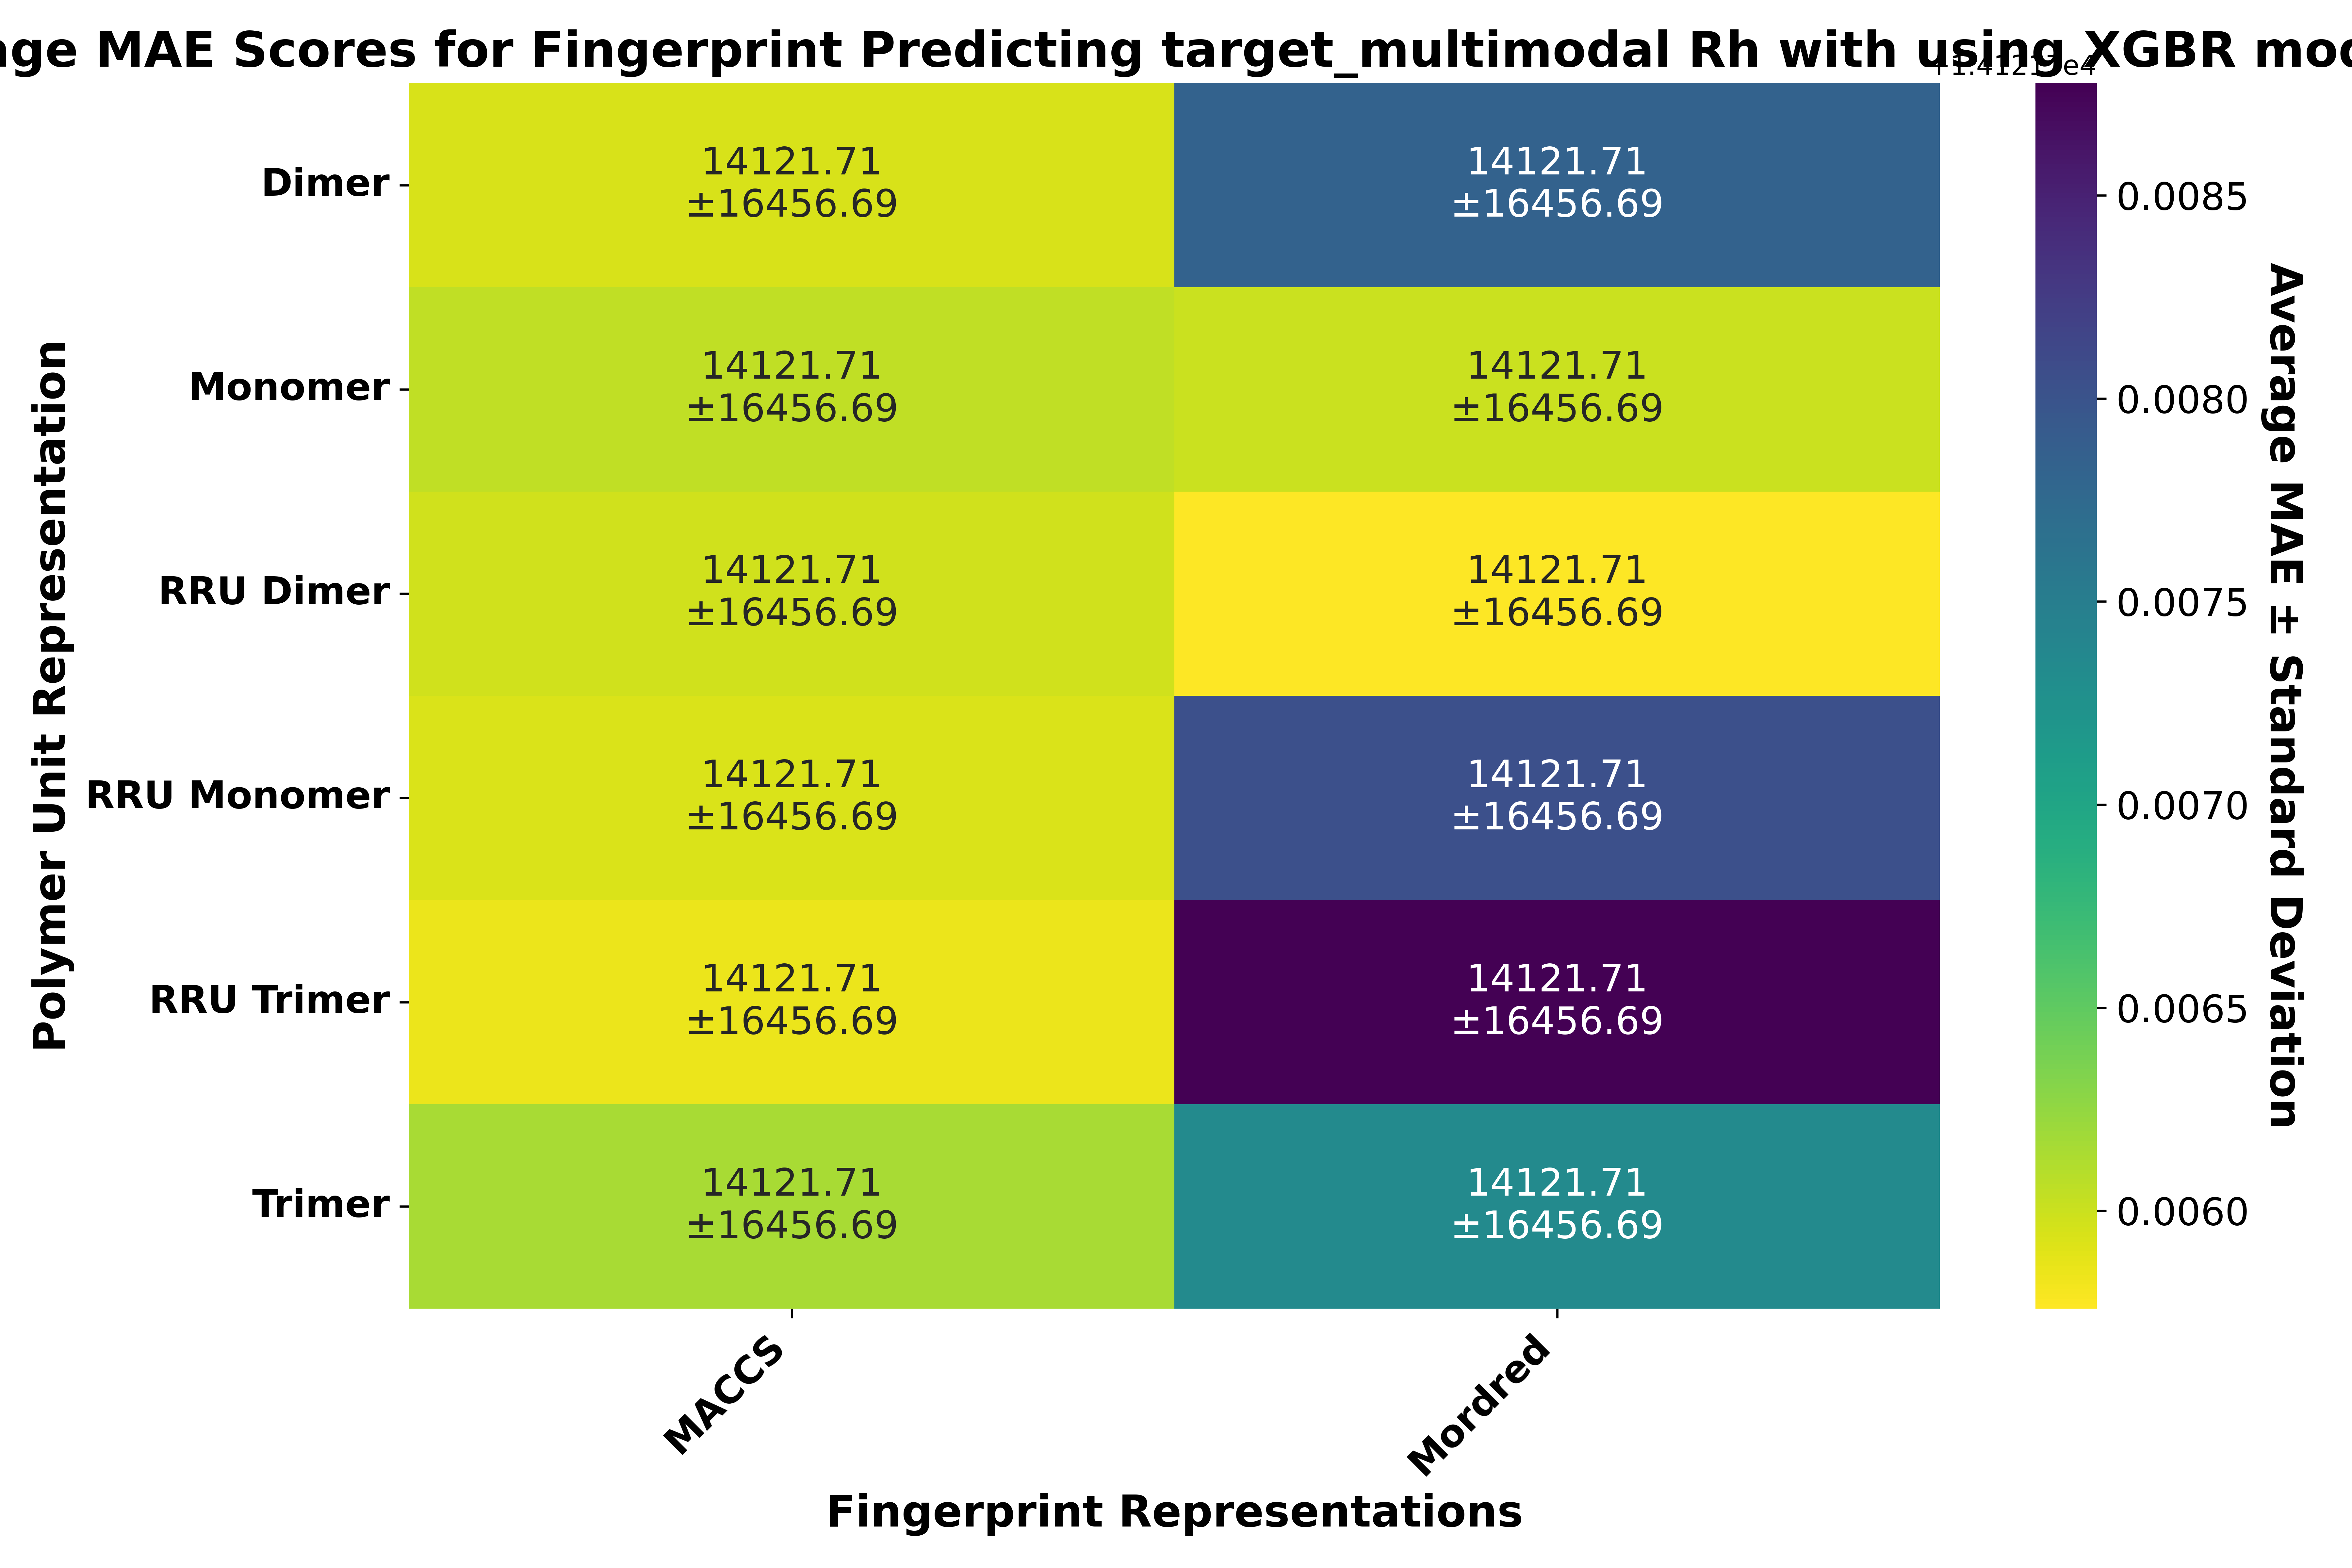 age MAE Scores for Fingerprint Predicting target_multimodal Rh with using XGBR mod
Dimer
14121.71
±16456.69
14121.71
±16456.69
Monomer
14121.71
±16456.69
14121.71
±16456.69
RRU Dimer
14121.71
±16456.69
14121.71
±16456.69
RRU Monomer
14121.71
±16456.69
14121.71
±16456.69
RRU Trimer
14121.71
±16456.69
14121.71
±16456.69
Trimer
14121.71
±16456.69
14121.71
±16456.69
Polymer Unit Representation
MACCS
Mordred
Fingerprint Representations
0.0085
0.0080
0.0075
0.0070
0.0065
0.0060
Average MAE ± Standard Deviation